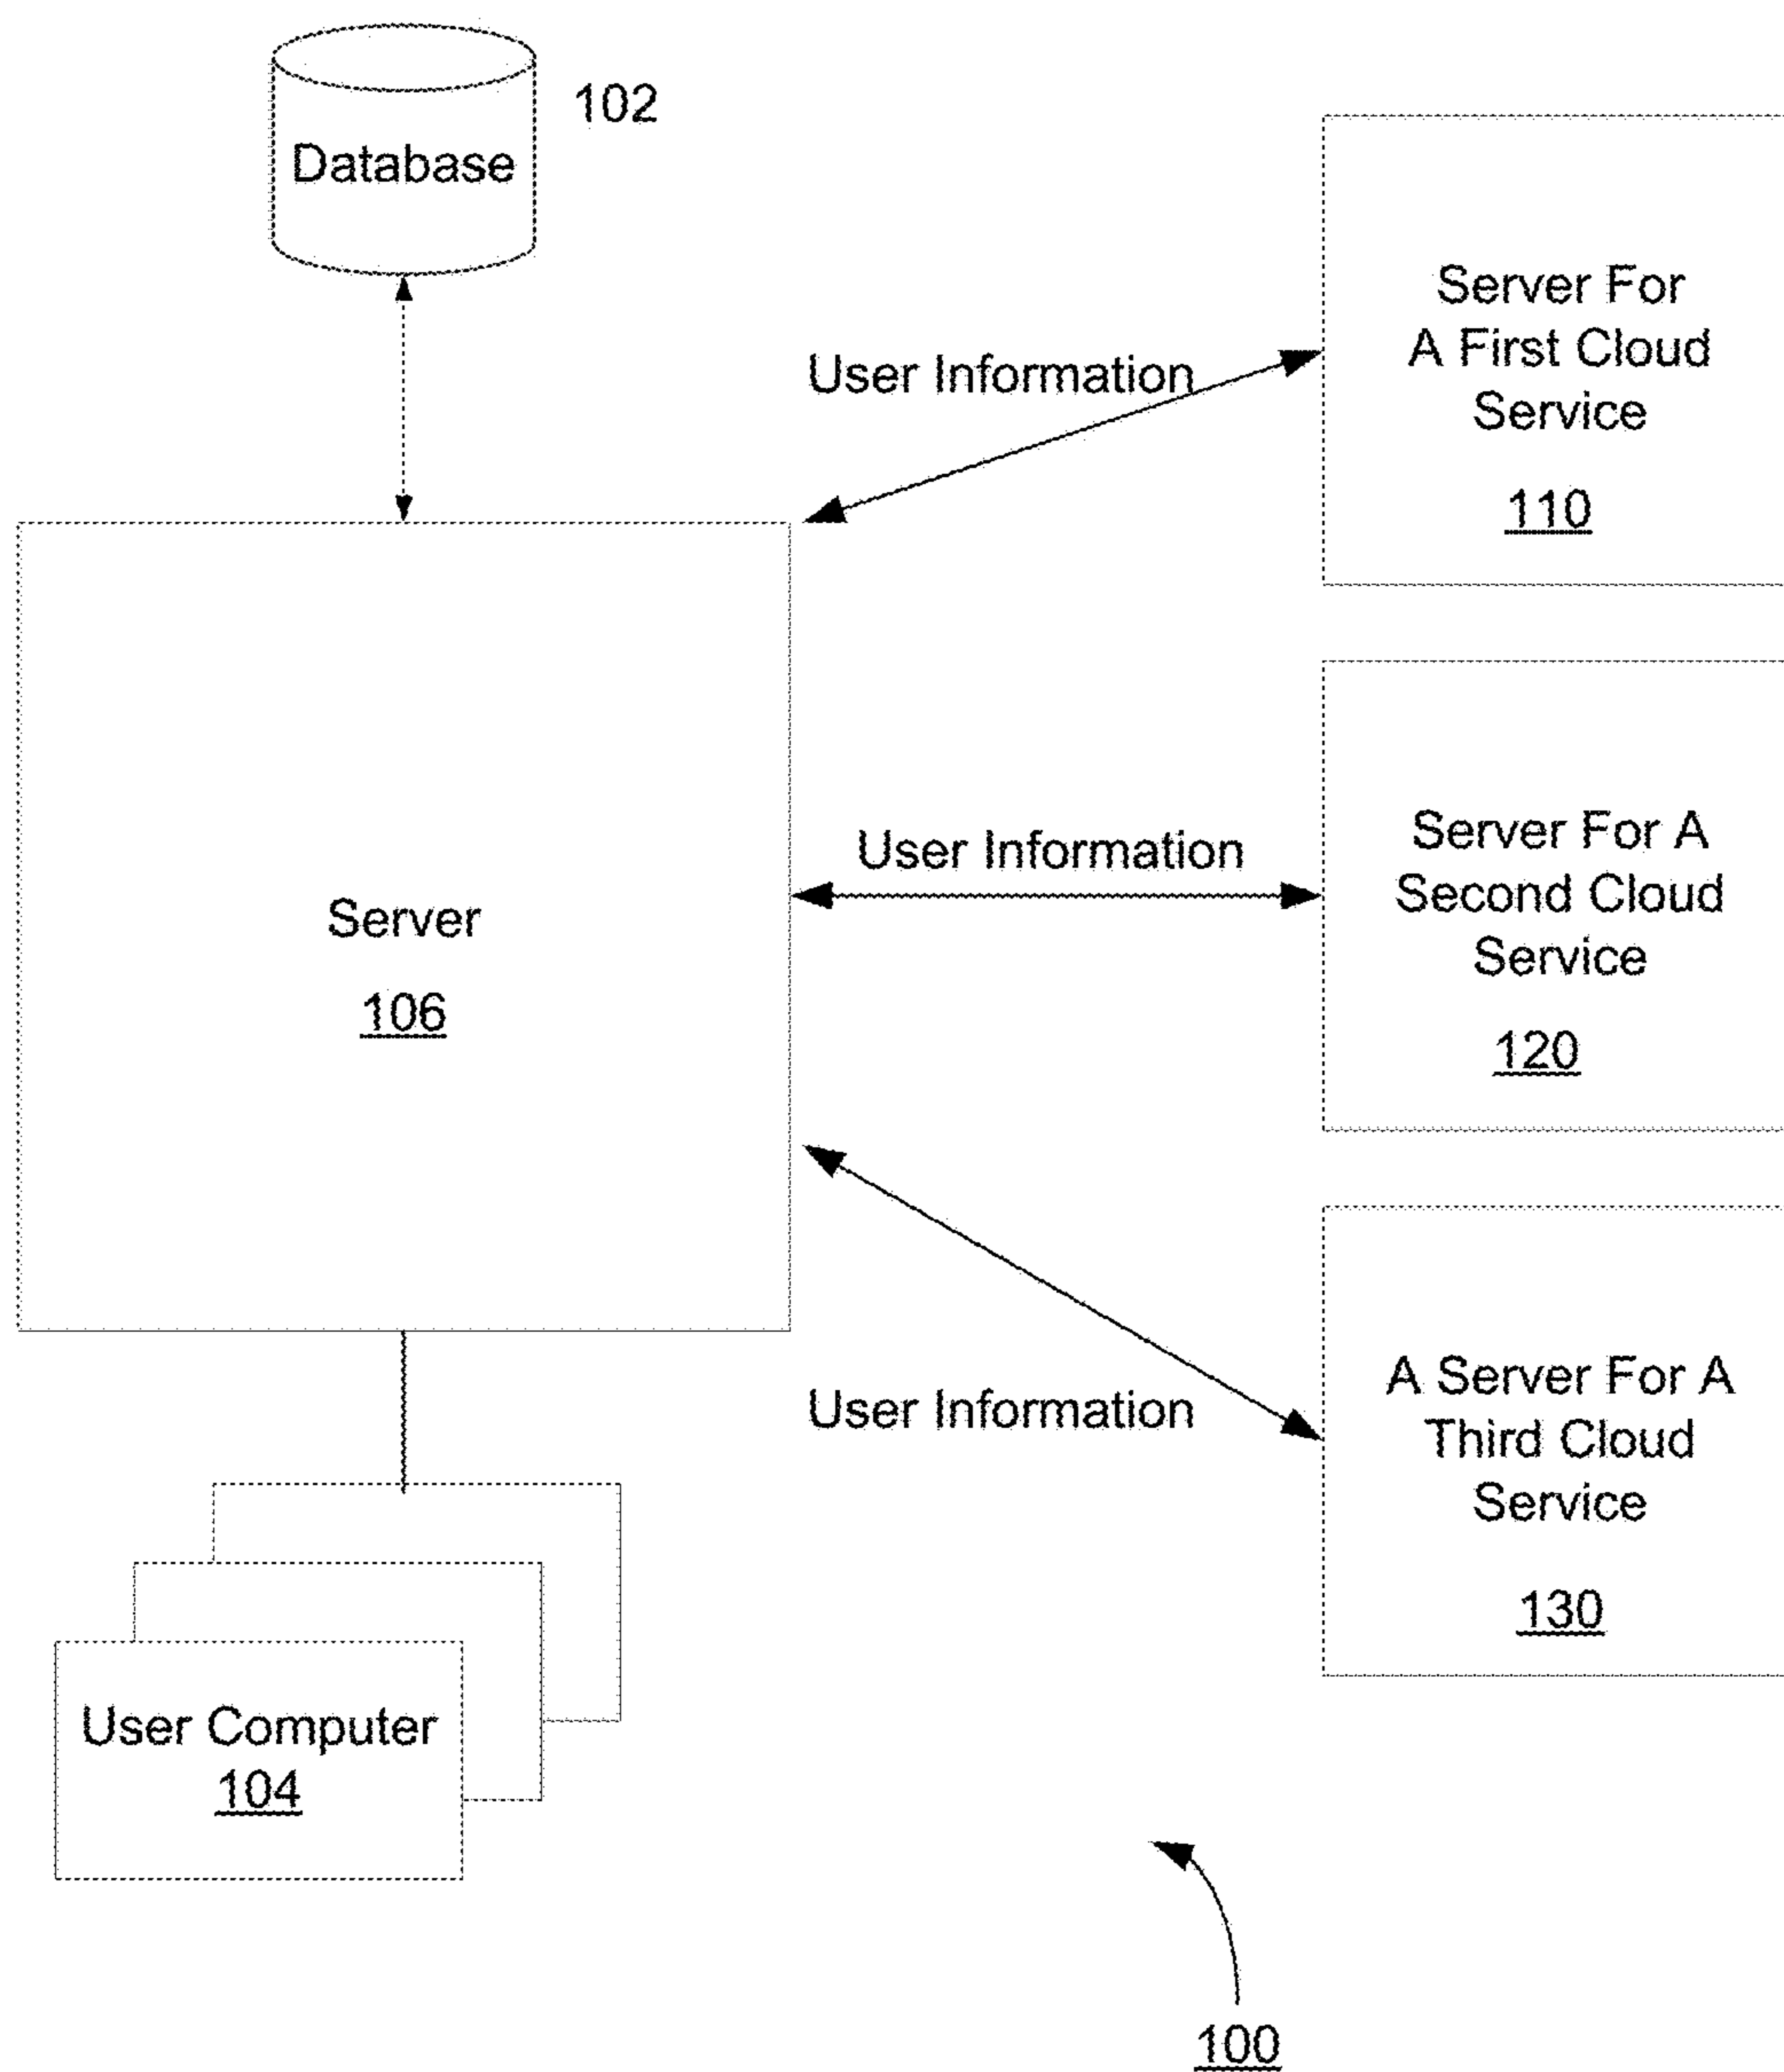 102
Database
Server For
A First Cloud
Service
110
User Information
Server
106
User Information
Server For A
Second Cloud
Service
120
User Information
A Server For A
Third Cloud
Service
130
User Computer
104
100